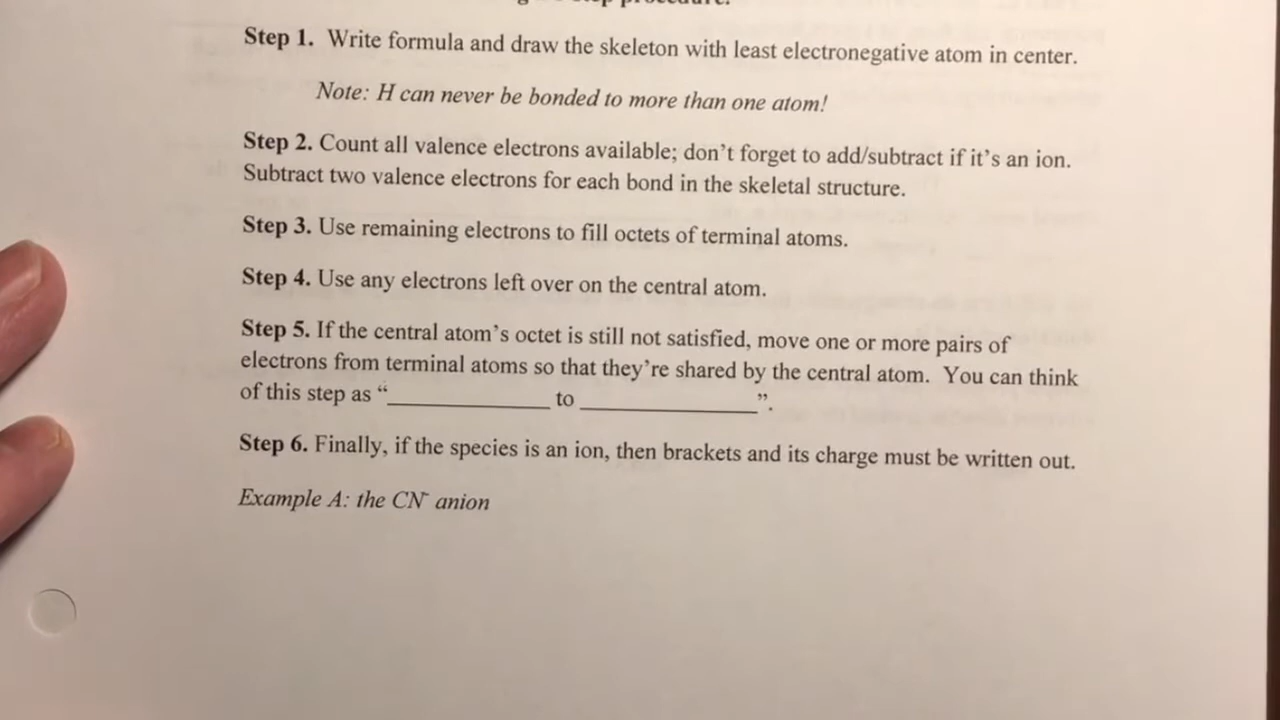 procedure.
Step 1. Write formula and draw the skeleton with least electronegative atom in center.
Note: H can never be bonded to more than one atom!
Step 2. Count all valence electrons available; don’t forget to add/subtract if it’s an ion.
Subtract two valence electrons for each bond in the skeletal structure.
Step 3. Use remaining electrons to fill octets of terminal atoms.
Step 4. Use any electrons left over on the central atom.
Step 5. If the central atom’s octet is still not satisfied, move one or more pairs of
electrons from terminal atoms so that they’re shared by the central atom. You can think
of this step as “_______________ to ________________”.
Step 6. Finally, if the species is an ion, then brackets and its charge must be written out.
Example A: the CN⁻ anion